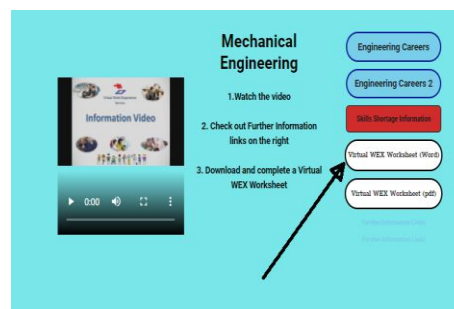 Mechanical
Engineering
1.Watch the video
2. Check out Further Information
links on the right
3. Download and complete a Virtual
WEX Worksheet
Information Video
0:00
Engineering Careers
Engineering Careers 2
Skills Shortage Information
Virtual WEX Worksheet (Word)
Virtual WEX Worksheet (pdf)